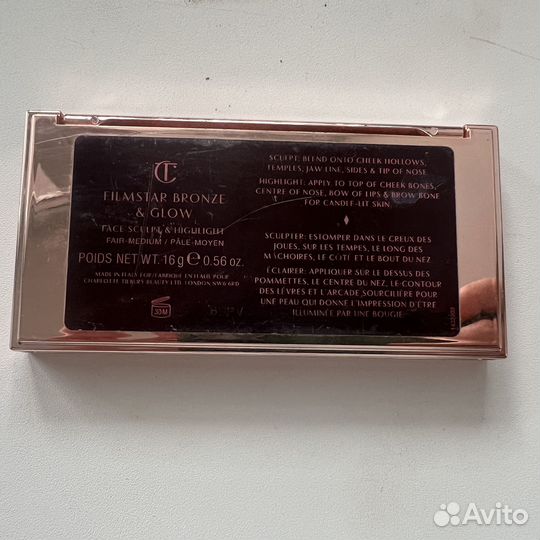 CT
FILMSTAR BRONZE
& GLOW
FACE SCULPT & HIGHLIGHT
FAIR-MEDIUM / PÂLE-MOYEN
POIDS NET WT. 16 g ℮ 0.56 oz.
MADE IN ITALY FOR / FABRIQUÉ EN ITALIE POUR
CHARLOTTE TILBURY BEAUTY LTD. LONDON NW6 6RD
30M
SCULPT: BLEND ONTO CHEEK HOLLOWS,
TEMPLES, JAW LINE, SIDES & TIP OF NOSE
HIGHLIGHT: APPLY TO TOP OF CHEEK BONES,
CENTRE OF NOSE, BOW OF LIPS & BROW BONE
FOR CANDLE-LIT SKIN.
SCULPTER: ESTOMPER DANS LE CREUX DES
JOUES, SUR LES TEMPES, LE LONG DES
MÂCHOIRES, LE CÔTÉ ET LE BOUT DU NEZ
ÉCLAIRER: APPLIQUER SUR LE DESSUS DES
POMMETTES, LE CENTRE DU NEZ, LE CONTOUR
DES LÈVRES ET L'ARCADE SOURCILIÈRE POUR
UNE PEAU QUI DONNE L'IMPRESSION D'ÊTRE
ILLUMINÉE PAR UNE BOUGIE.
Avito